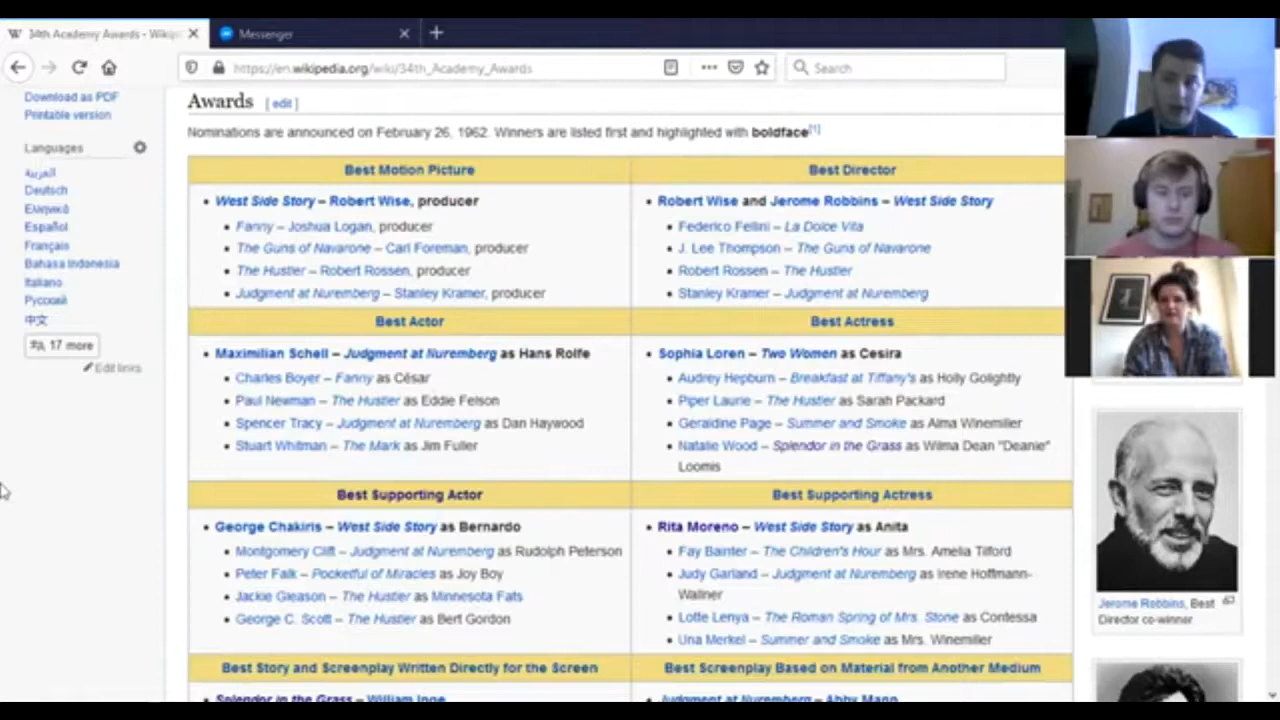 34th Academy Awards - Wikip
Messenger
https://en.wikipedia.org/wiki/34th_Academy_Awards
Search
Download as PDF
Printable version
Languages
العربية
Deutsch
Ελληνικά
Español
Français
Bahasa Indonesia
Italiano
Русский
中文
17 more
Edit links
Awards [ edit ]
Nominations are announced on February 26, 1962. Winners are listed first and highlighted with boldface[1]
Best Motion Picture
West Side Story – Robert Wise, producer
Fanny – Joshua Logan, producer
The Guns of Navarone – Carl Foreman, producer
The Hustler – Robert Rossen, producer
Judgment at Nuremberg – Stanley Kramer, producer
Best Director
Robert Wise and Jerome Robbins – West Side Story
Federico Fellini – La Dolce Vita
J. Lee Thompson – The Guns of Navarone
Robert Rossen – The Hustler
Stanley Kramer – Judgment at Nuremberg
Best Actor
Maximilian Schell – Judgment at Nuremberg as Hans Rolfe
Charles Boyer – Fanny as César
Paul Newman – The Hustler as Eddie Felson
Spencer Tracy – Judgment at Nuremberg as Dan Haywood
Stuart Whitman – The Mark as Jim Fuller
Best Actress
Sophia Loren – Two Women as Cesira
Audrey Hepburn – Breakfast at Tiffany's as Holly Golightly
Piper Laurie – The Hustler as Sarah Packard
Geraldine Page – Summer and Smoke as Alma Winemiller
Natalie Wood – Splendor in the Grass as Wilma Dean "Deanie"
Loomis
Best Supporting Actor
George Chakiris – West Side Story as Bernardo
Montgomery Clift – Judgment at Nuremberg as Rudolph Peterson
Peter Falk – Pocketful of Miracles as Joy Boy
Jackie Gleason – The Hustler as Minnesota Fats
George C. Scott – The Hustler as Bert Gordon
Best Supporting Actress
Rita Moreno – West Side Story as Anita
Fay Bainter – The Children's Hour as Mrs. Amelia Tilford
Judy Garland – Judgment at Nuremberg as Irene Hoffmann-
Wallner
Lotte Lenya – The Roman Spring of Mrs. Stone as Contessa
Una Merkel – Summer and Smoke as Mrs. Winemiller
Best Story and Screenplay Written Directly for the Screen
Splendor in the Grass – William Inge
Best Screenplay Based on Material from Another Medium
Judgment at Nuremberg – Abby Mann
Jerome Robbins, Best
Director co-winner